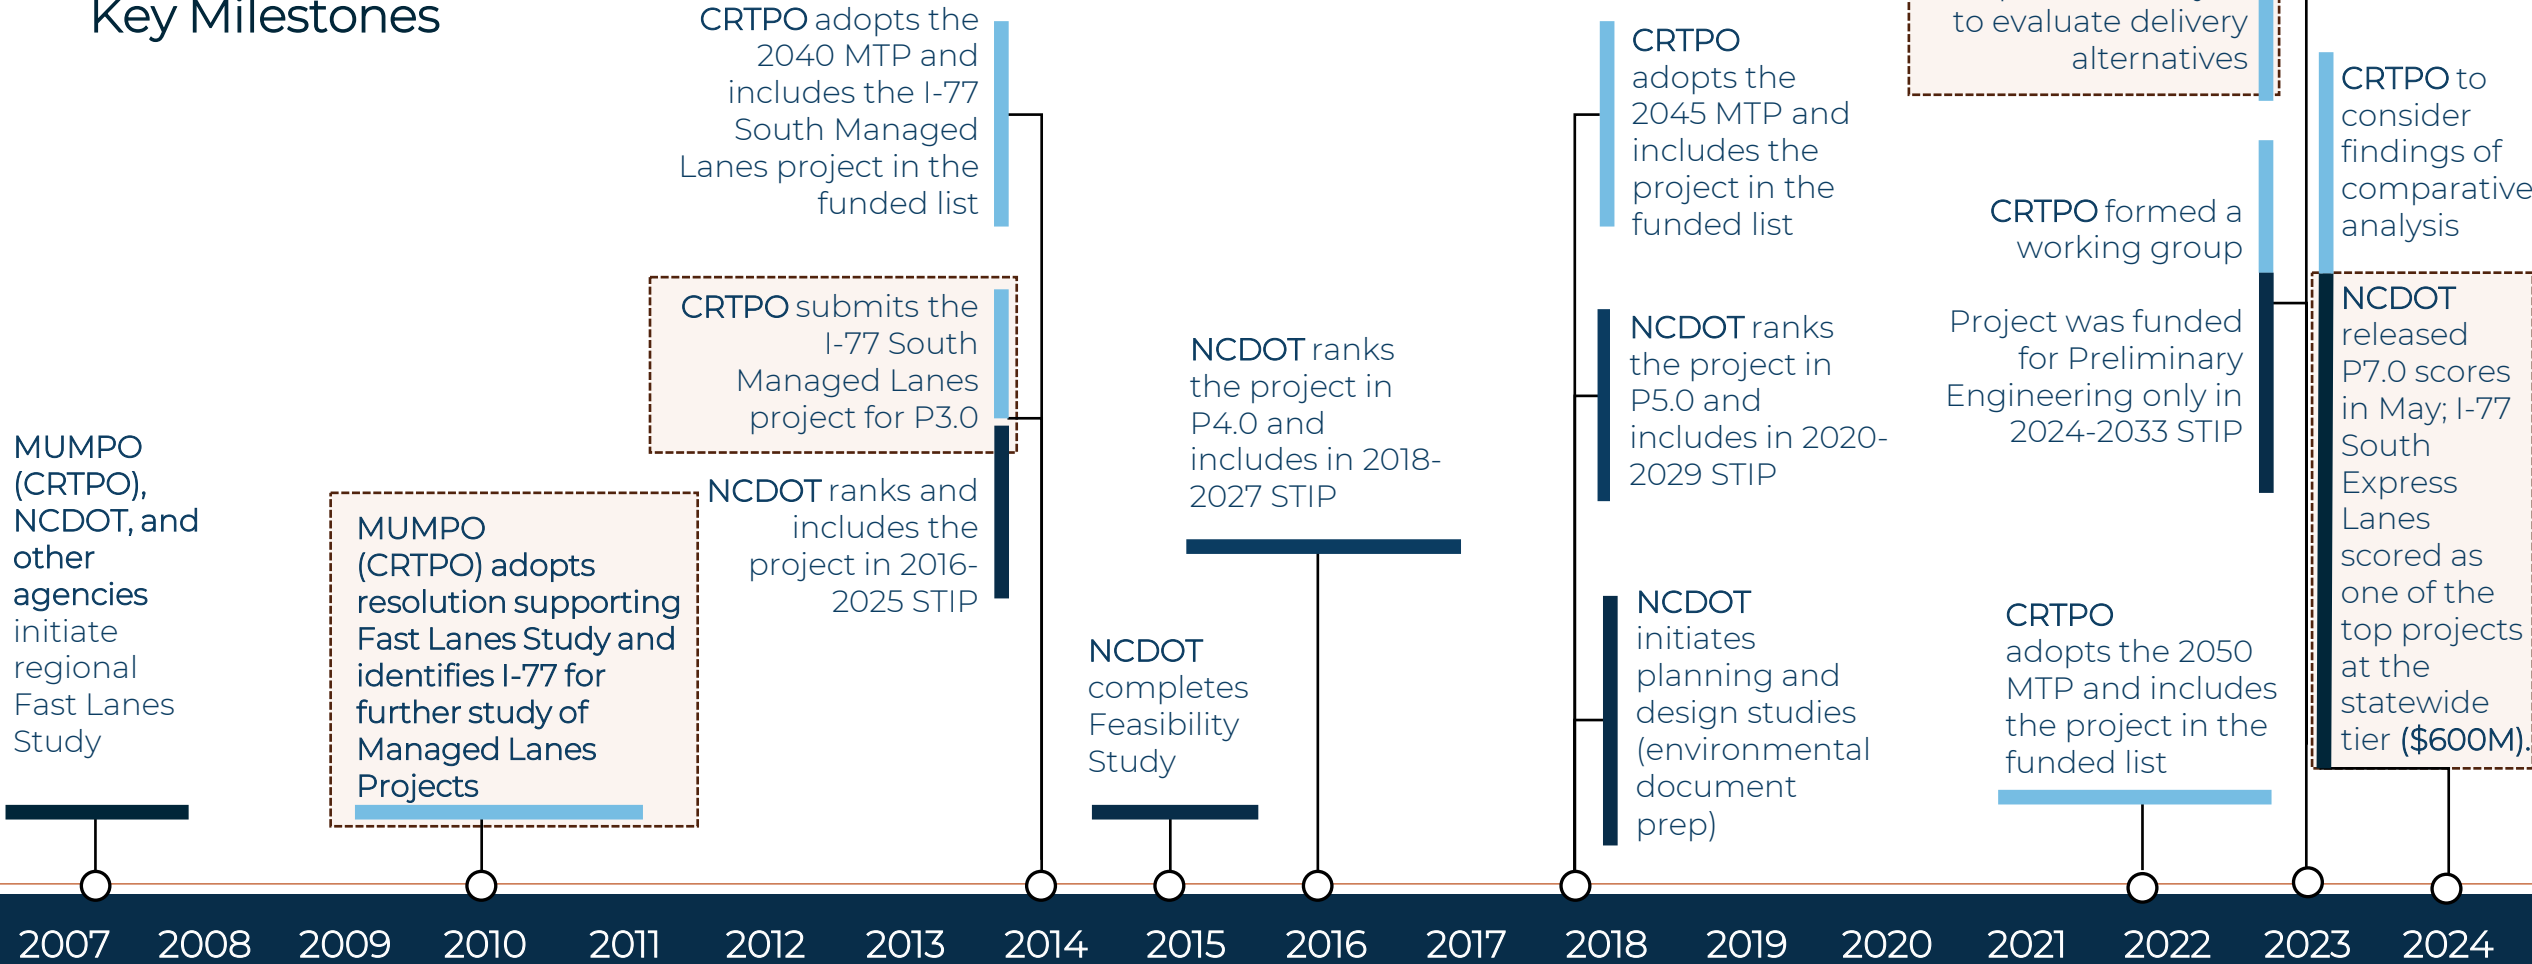 Key Milestones
MUMPO
(CRTPO),
NCDOT, and
other
agencies
initiate
regional
Fast Lanes
Study
MUMPO
(CRTPO) adopts
resolution supporting
Fast Lanes Study and
identifies I-77 for
further study of
Managed Lanes
Projects
CRTPO adopts the
2040 MTP and
includes the I-77
South Managed
Lanes project in the
funded list
CRTPO submits the
I-77 South
Managed Lanes
project for P3.0
NCDOT ranks and
includes the
project in 2016-
2025 STIP
NCDOT
completes
Feasibility
Study
NCDOT ranks
the project in
P4.0 and
includes in 2018-
2027 STIP
CRTPO
adopts the
2045 MTP and
includes the
project in the
funded list
NCDOT ranks
the project in
P5.0 and
includes in 2020-
2029 STIP
NCDOT
initiates
planning and
design studies
(environmental
document
prep)
to evaluate delivery
alternatives
CRTPO formed a
working group
Project was funded
for Preliminary
Engineering only in
2024-2033 STIP
CRTPO
adopts the 2050
MTP and includes
the project in the
funded list
CRTPO to
consider
findings of
comparative
analysis
NCDOT
released
P7.0 scores
in May; I-77
South
Express
Lanes
scored as
one of the
top projects
at the
statewide
tier ($600M).
2007 2008 2009 2010 2011 2012 2013 2014 2015 2016 2017 2018 2019 2020 2021 2022 2023 2024